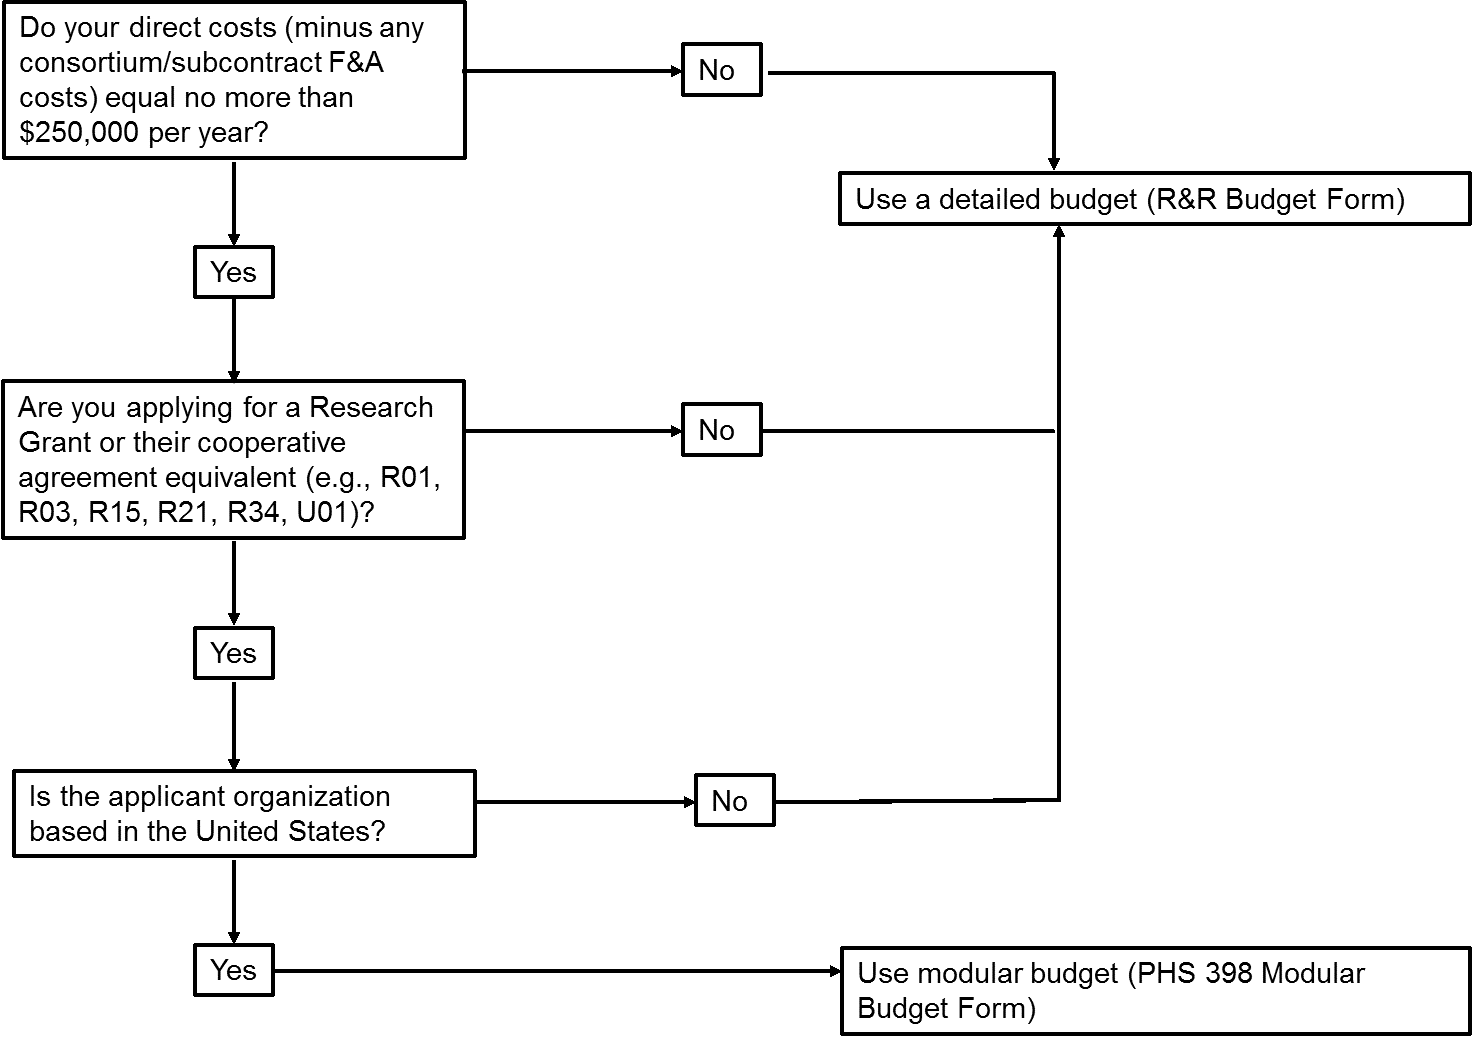 Do your direct costs (minus any
consortium/subcontract F&A
costs) equal no more than
$250,000 per year?
No
Use a detailed budget (R&R Budget Form)
Yes
Are you applying for a Research
Grant or their cooperative
agreement equivalent (e.g., R01,
R03, R15, R21, R34, U01)?
No
Yes
Is the applicant organization
based in the United States?
No
Yes
Use modular budget (PHS 398 Modular
Budget Form)